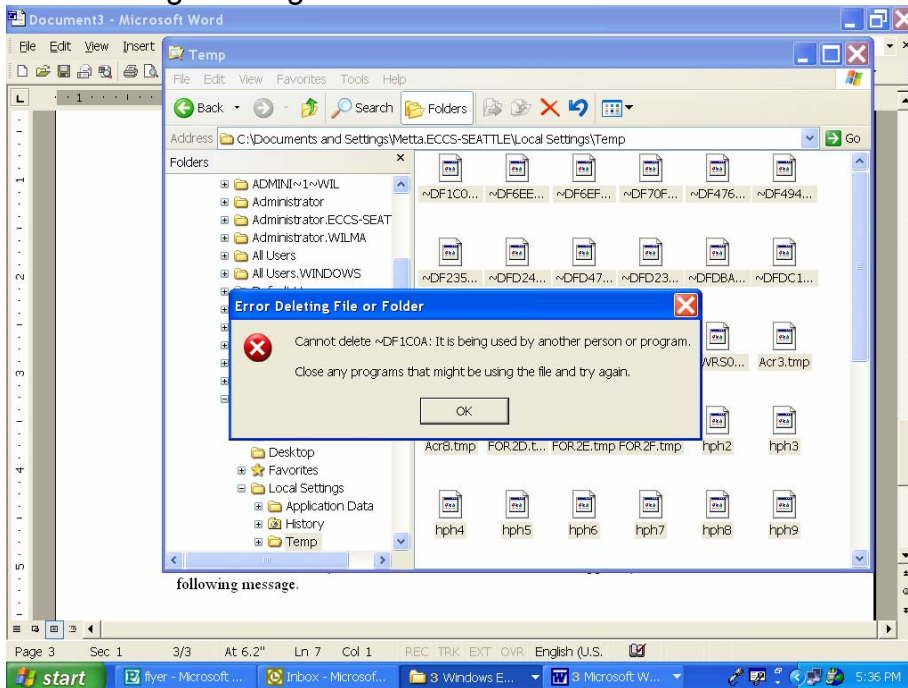 Document3 - Microsoft Word
File Edit View Insert
Temp
File Edit View Favorites Tools Help
Back Search Folders
Address C:\Documents and Settings\Metta.ECCS-SEATTLE\Local Settings\Temp Go
Folders
ADMINI~1~WIL
Administrator
Administrator.ECCS-SEAT
Administrator.WILMA
All Users
All Users.WINDOWS
~DF1C0... ~DF6EE... ~DF6EF... ~DF70F... ~DF476... ~DF494...
~DF235... ~DFD24... ~DFD47... ~DFD23... ~DFDBA... ~DFDC1...
Error Deleting File or Folder
Cannot delete ~DF1C0A: It is being used by another person or program.
Close any programs that might be using the file and try again.
OK
WRS0... Acr3.tmp
Acr8.tmp FOR2D.t... FOR2E.tmp FOR2F.tmp hph2 hph3
Desktop
Favorites
Local Settings
Application Data
History
Temp
hph4 hph5 hph6 hph7 hph8 hph9
following message.
Page 3 Sec 1 3/3 At 6.2" Ln 7 Col 1 REC TRK EXT OVR English (U.S.
start flyer - Microsoft ... Inbox - Microsof... 3 Windows E... 3 Microsoft W... 5:36 PM